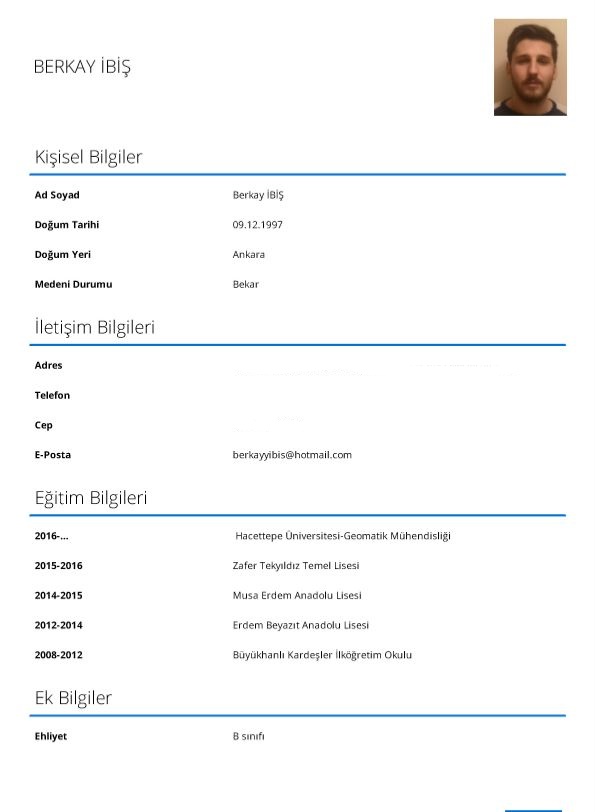 BERKAY İBİŞ
Kişisel Bilgiler
Ad Soyad Berkay İBİŞ
Doğum Tarihi 09.12.1997
Doğum Yeri Ankara
Medeni Durumu Bekar
İletişim Bilgileri
Adres
Telefon
Cep
E-Posta berkayyibis@hotmail.com
Eğitim Bilgileri
2016-... Hacettepe Üniversitesi-Geomatik Mühendisliği
2015-2016 Zafer Tekyıldız Temel Lisesi
2014-2015 Musa Erdem Anadolu Lisesi
2012-2014 Erdem Beyazıt Anadolu Lisesi
2008-2012 Büyükhanlı Kardeşler İlköğretim Okulu
Ek Bilgiler
Ehliyet B sınıfı